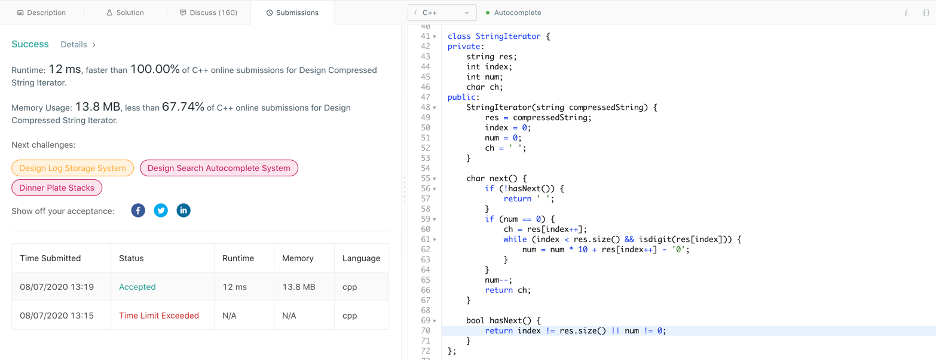 Description
Solution
Discuss (160)
Submissions
Success Details >
Runtime: 12 ms, faster than 100.00% of C++ online submissions for Design Compressed
String Iterator.
Memory Usage: 13.8 MB, less than 67.74% of C++ online submissions for Design
Compressed String Iterator.
Next challenges:
Design Log Storage System
Design Search Autocomplete System
Dinner Plate Stacks
Show off your acceptance:
Time Submitted Status Runtime Memory Language
08/07/2020 13:19 Accepted 12 ms 13.8 MB cpp
08/07/2020 13:15 Time Limit Exceeded N/A N/A cpp
i C++ Autocomplete i {}
40
41 class StringIterator {
42 private:
43 string res;
44 int index;
45 int num;
46 char ch;
47 public:
48 StringIterator(string compressedString) {
49 res = compressedString;
50 index = 0;
51 num = 0;
52 ch = ' ';
53 }
54
55 char next() {
56 if (!hasNext()) {
57 return ' ';
58 }
59 if (num == 0) {
60 ch = res[index++];
61 while (index < res.size() && isdigit(res[index])) {
62 num = num * 10 + res[index++] - '0';
63 }
64 }
65 num--;
66 return ch;
67 }
68
69 bool hasNext() {
70 return index != res.size() || num != 0;
71 }
72 };